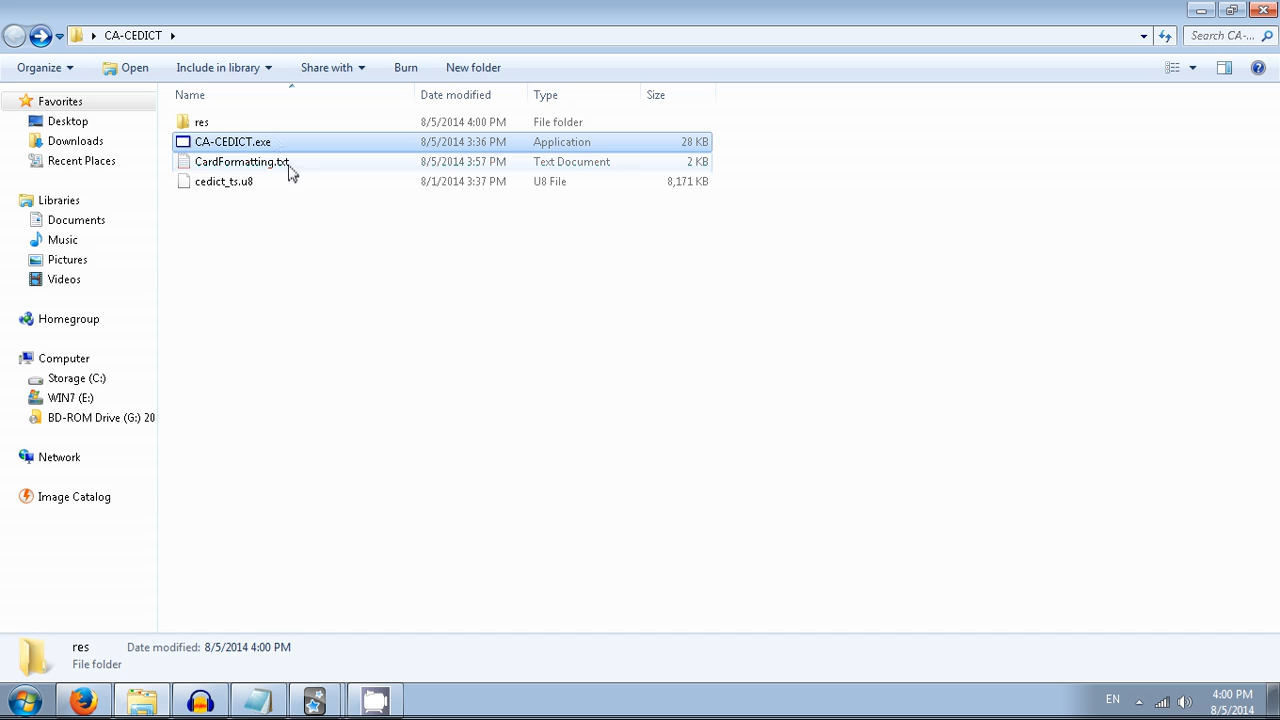 CA-CEDICT
Search CA-...
Organize Open Include in library Share with Burn New folder
Name Date modified Type Size
Favorites
Desktop
Downloads
Recent Places
Libraries
Documents
Music
Pictures
Videos
Homegroup
Computer
Storage (C:)
WIN7 (E:)
BD-ROM Drive (G:) 20
Network
Image Catalog
res 8/5/2014 4:00 PM File folder
CA-CEDICT.exe 8/5/2014 3:36 PM Application 28 KB
CardFormatting.txt 8/5/2014 3:57 PM Text Document 2 KB
cedict_ts.u8 8/1/2014 3:37 PM U8 File 8,171 KB
res Date modified: 8/5/2014 4:00 PM
File folder
EN
4:00 PM
8/5/2014